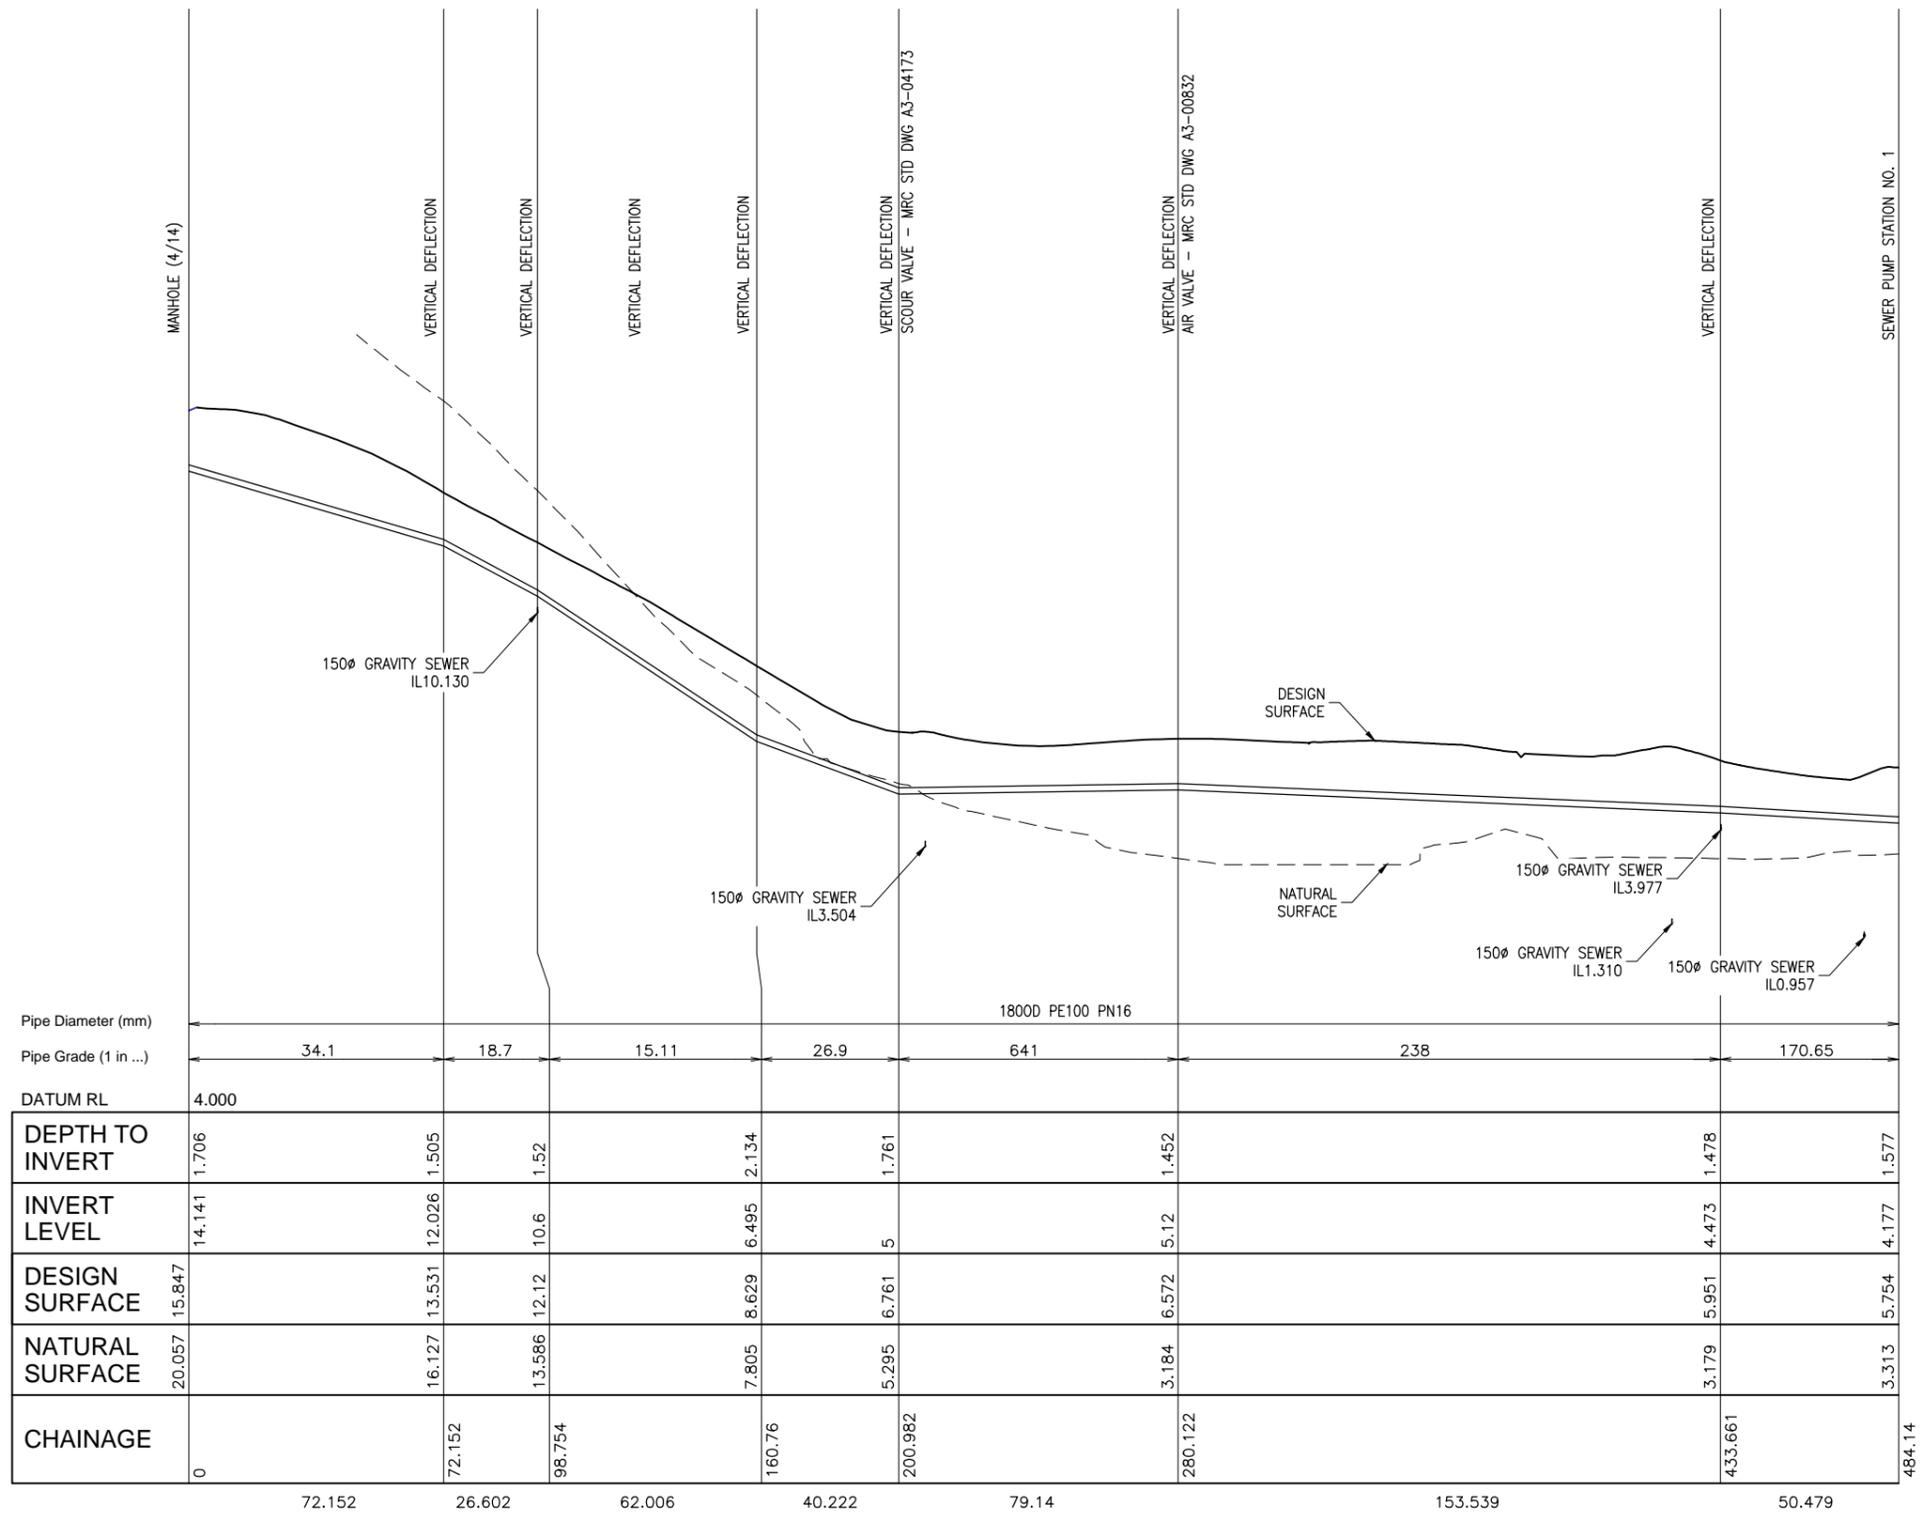 MANHOLE (4/14)
VERTICAL DEFLECTION
VERTICAL DEFLECTION
VERTICAL DEFLECTION
VERTICAL DEFLECTION
VERTICAL DEFLECTION
SCOUR VALVE - MRC STD DWG A3-04173
VERTICAL DEFLECTION
AIR VALVE - MRC STD DWG A3-00832
VERTICAL DEFLECTION
SEWER PUMP STATION NO. 1
150ø GRAVITY SEWER
IL10.130
DESIGN
SURFACE
150ø GRAVITY SEWER
IL3.504
NATURAL
SURFACE
150ø GRAVITY SEWER
IL3.977
150ø GRAVITY SEWER
IL1.310
150ø GRAVITY SEWER
IL0.957
Pipe Diameter (mm)
180OD PE100 PN16
Pipe Grade (1 in ...)
34.1
18.7
15.11
26.9
641
238
170.65
DATUM RL
4.000
DEPTH TO
INVERT
1.706
1.505
1.52
2.134
1.761
1.452
1.478
1.577
INVERT
LEVEL
14.141
12.026
10.6
6.495
5
5.12
4.473
4.177
DESIGN
SURFACE
15.847
13.531
12.12
8.629
6.761
6.572
5.951
5.754
NATURAL
SURFACE
20.057
16.127
13.586
7.805
5.295
3.184
3.179
3.313
CHAINAGE
0
72.152
98.754
160.76
200.982
280.122
433.661
484.14
72.152
26.602
62.006
40.222
79.14
153.539
50.479